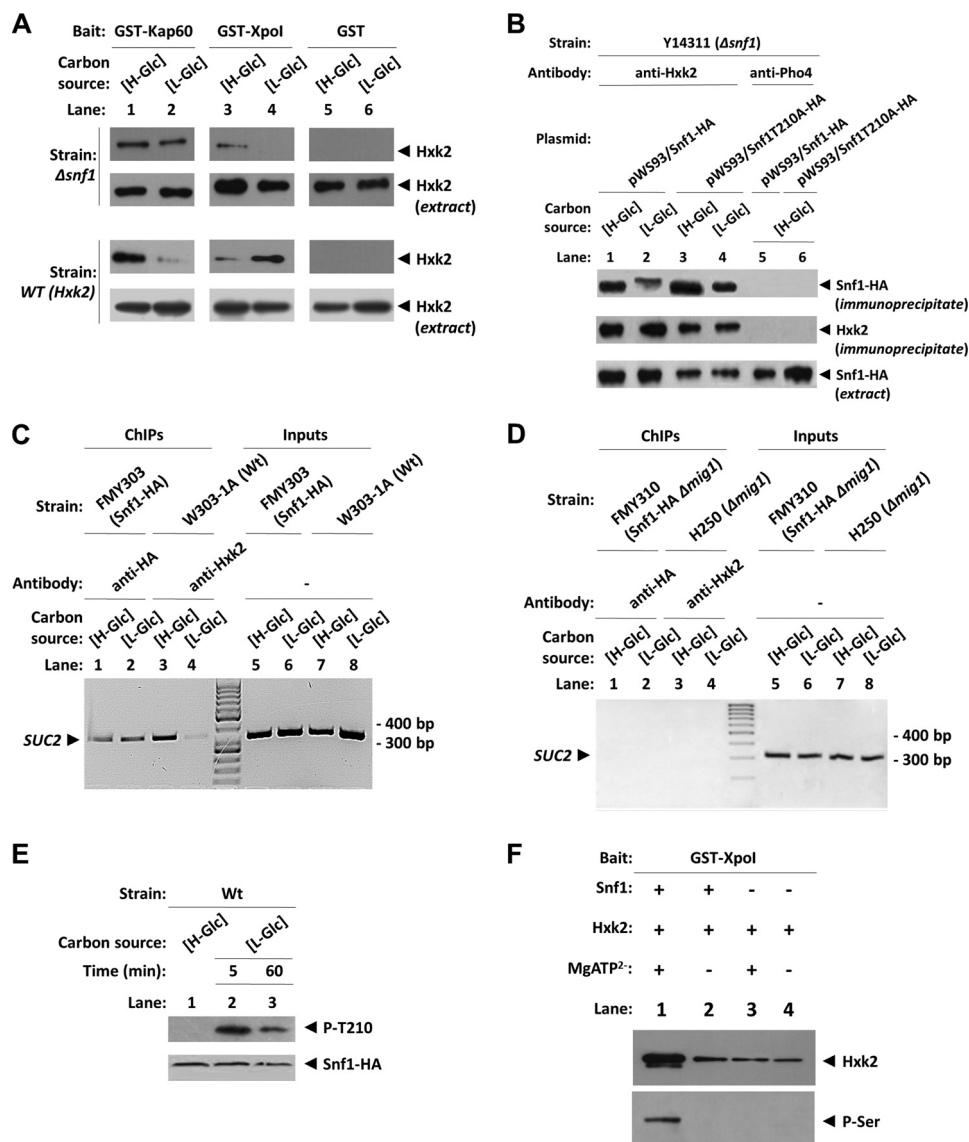 A
Bait: GST-Kap60 GST-XpoI GST
Carbon source: [H-Glc] [L-Glc] [H-Glc] [L-Glc] [H-Glc] [L-Glc]
Lane: 1 2 3 4 5 6
Strain: Δsnf1
Hxk2
Hxk2 (extract)
Strain: WT (Hxk2)
Hxk2
Hxk2 (extract)
B
Strain: Y14311 (Δsnf1)
Antibody: anti-Hxk2 anti-Pho4
Plasmid: pWS93/Snf1-HA pWS93/Snf1T210A-HA pWS93/Snf1-HA pWS93/Snf1T210A-HA
Carbon source: [H-Glc] [L-Glc] [H-Glc] [L-Glc] [H-Glc]
Lane: 1 2 3 4 5 6
Snf1-HA (immunoprecipitate)
Hxk2 (immunoprecipitate)
Snf1-HA (extract)
C
ChIPs Inputs
Strain: FMY303 (Snf1-HA) W303-1A (Wt) FMY303 (Snf1-HA) W303-1A (Wt)
Antibody: anti-HA anti-Hxk2 -
Carbon source: [H-Glc] [L-Glc] [H-Glc] [L-Glc] [H-Glc] [L-Glc] [H-Glc] [L-Glc]
Lane: 1 2 3 4 5 6 7 8
- 400 bp
SUC2 - 300 bp
D
ChIPs Inputs
Strain: FMY310 (Snf1-HA Δmig1) H250 (Δmig1) FMY310 (Snf1-HA Δmig1) H250 (Δmig1)
Antibody: anti-HA anti-Hxk2 -
Carbon source: [H-Glc] [L-Glc] [H-Glc] [L-Glc] [H-Glc] [L-Glc] [H-Glc] [L-Glc]
Lane: 1 2 3 4 5 6 7 8
- 400 bp
SUC2 - 300 bp
E
Strain: Wt
Carbon source: [H-Glc] [L-Glc]
Time (min): 5 60
Lane: 1 2 3
P-T210
Snf1-HA
F
Bait: GST-XpoI
Snf1: + + - -
Hxk2: + + + +
MgATP²⁻: + - + -
Lane: 1 2 3 4
Hxk2
P-Ser